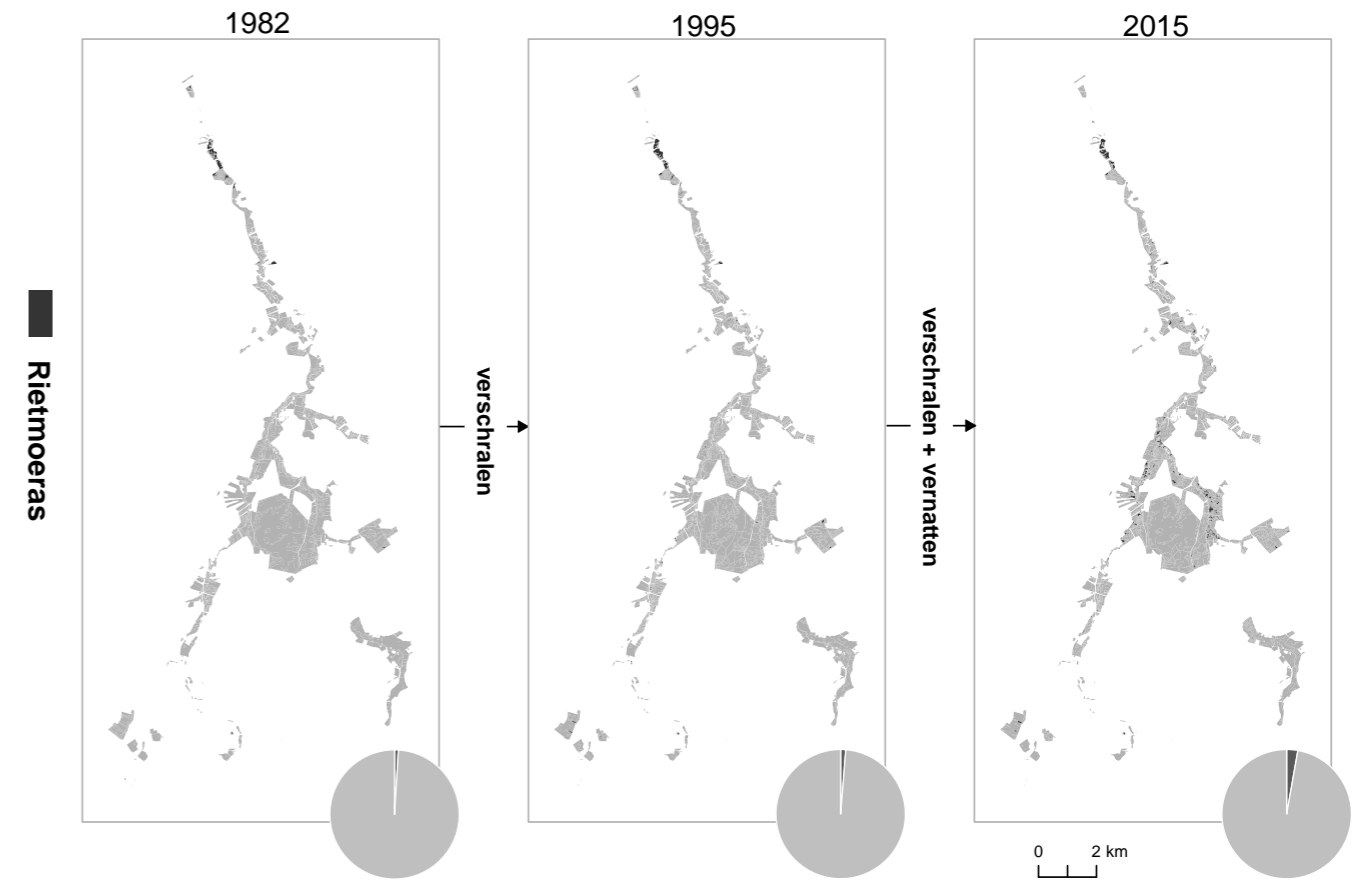 1982
1995
2015
Rietmoeras
verschralen
verschralen + vernatten
0 2 km